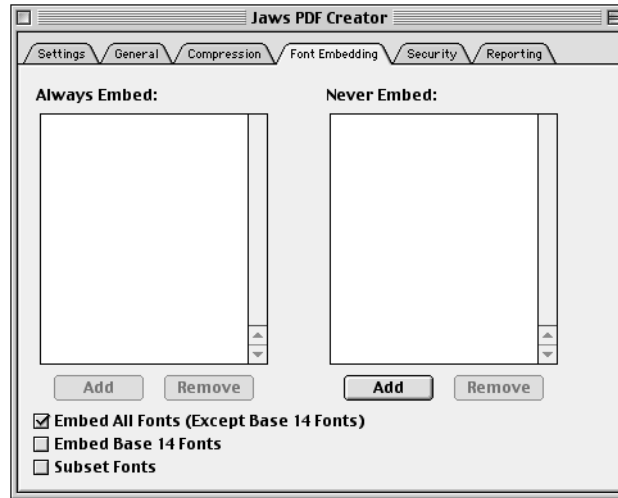 Jaws PDF Creator
Settings General Compression Font Embedding Security Reporting
Always Embed: Never Embed:
Add Remove Add Remove
Embed All Fonts (Except Base 14 Fonts)
Embed Base 14 Fonts
Subset Fonts